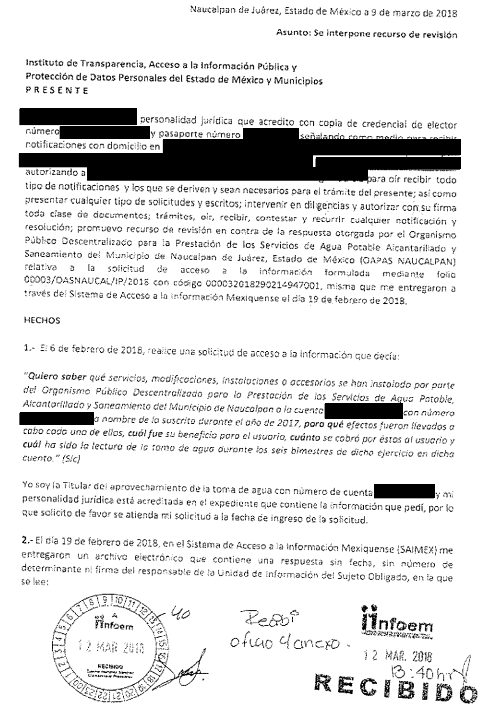 Naucalpan de Juárez, Estado de México a 9 de marzo de 2018
Asunto: Se interpone recurso de revisión
Instituto de Transparencia, Acceso a la Información Pública y
Protección de Datos Personales del Estado de México y Municipios
P R E S E N T E
personalidad jurídica que acredito con copia de credencial de elector
número y pasaporte número señalando como medio para recibir
notificaciones con domicilio en
autorizando a para oír recibir todo
tipo de notificaciones y los que se deriven y sean necesarios para el trámite del presente; así como
presentar cualquier tipo de solicitudes y escritos; intervenir en diligencias y autorizar con su firma
toda clase de documentos; trámites, oír, recibir, contestar y recurrir cualquier notificación y
resolución; promuevo recurso de revisión en contra de la respuesta otorgada por el Organismo
Público Descentralizado para la Prestación de los Servicios de Agua Potable Alcantarillado y
Saneamiento del Municipio de Naucalpan de Juárez, Estado de México (OAPAS NAUCALPAN)
relativa a la solicitud de acceso a la información formulada mediante folio
00003/OASNAUCAL/IP/2018 con código 000032018290214947001, misma que me entregaron a
través del Sistema de Acceso a la Información Mexiquense el día 19 de febrero de 2018.
HECHOS
1.- El 6 de febrero de 2018, realice una solicitud de acceso a la información que decía:
"Quiero saber qué servicios, modificaciones, instalaciones o accesorios se han instalado por parte
del Organismo Público Descentralizado para la Prestación de los Servicios de Agua Potable,
Alcantarillado y Saneamiento del Municipio de Naucalpan a la cuenta con número
a nombre de la suscrita durante el año de 2017, para qué efectos fueron llevados a
cabo cada uno de ellos, cuál fue su beneficio para el usuario, cuánto se cobró por éstos al usuario y
cuál ha sido la lectura de la toma de agua durante los seis bimestres de dicho ejercicio en dicha
cuenta." (Sic)
Yo soy la Titular del aprovechamiento de la toma de agua con número de cuenta y mi
personalidad jurídica está acreditada en el expediente que contiene la información que pedí, por lo
que solicito de favor se atienda mi solicitud a la fecha de ingreso de la solicitud.
2.- El día 19 de febrero de 2018, en el Sistema de Acceso a la Información Mexiquense (SAIMEX) me
entregaron un archivo electrónico que contiene una respuesta sin fecha, sin número de
determinante ni firma del responsable de la Unidad de Información del Sujeto Obligado, en la que
se lee:
infoem
12 MAR 2018
RECIBIDO
Recibí
oficio y anexo
infoem
12 MAR. 2018
13:40 hrs
RECIBIDO